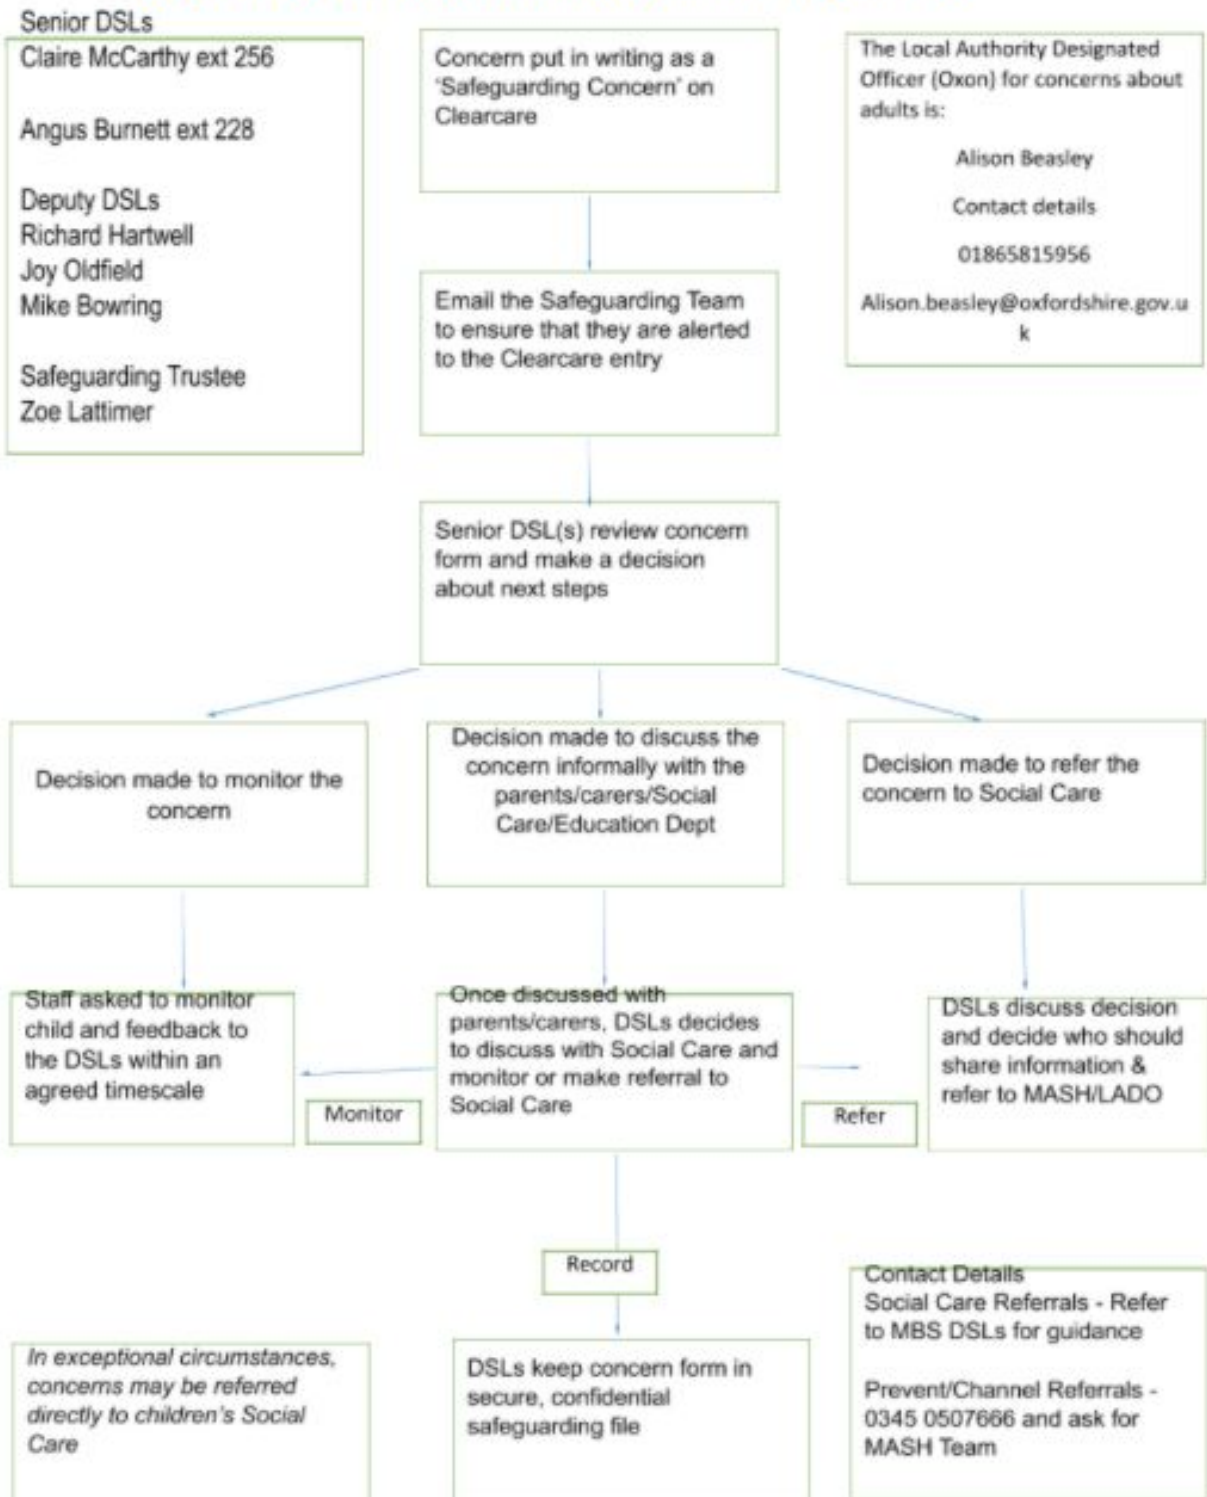 Senior DSLs
Claire McCarthy ext 256
Angus Burnett ext 228
Deputy DSLs
Richard Hartwell
Joy Oldfield
Mike Bowring
Safeguarding Trustee
Zoe Lattimer
Concern put in writing as a
'Safeguarding Concern' on
Clearcare
The Local Authority Designated
Officer (Oxon) for concerns about
adults is:
Alison Beasley
Contact details
01865815956
Alison.beasley@oxfordshire.gov.u
k
Email the Safeguarding Team
to ensure that they are alerted
to the Clearcare entry
Senior DSL(s) review concern
form and make a decision
about next steps
Decision made to monitor the
concern
Decision made to discuss the
concern informally with the
parents/carers/Social
Care/Education Dept
Decision made to refer the
concern to Social Care
Staff asked to monitor
child and feedback to
the DSLs within an
agreed timescale
Monitor
Once discussed with
parents/carers, DSLs decides
to discuss with Social Care and
monitor or make referral to
Social Care
Refer
DSLs discuss decision
and decide who should
share information &
refer to MASH/LADO
Record
In exceptional circumstances,
concerns may be referred
directly to children's Social
Care
DSLs keep concern form in
secure, confidential
safeguarding file
Contact Details
Social Care Referrals - Refer
to MBS DSLs for guidance
Prevent/Channel Referrals -
0345 0507666 and ask for
MASH Team